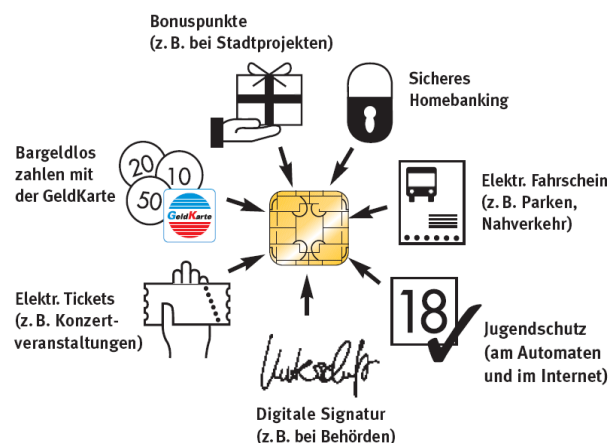 Bonuspunkte
(z. B. bei Stadtprojekten)
Sicheres
Homebanking
Bargeldlos
zahlen mit
der GeldKarte
20
10
50
GeldKarte
Elektr. Fahrschein
(z. B. Parken,
Nahverkehr)
Elektr. Tickets
(z. B. Konzert-
veranstaltungen)
18
Jugendschutz
(am Automaten
und im Internet)
Unterschrift
Digitale Signatur
(z. B. bei Behörden)